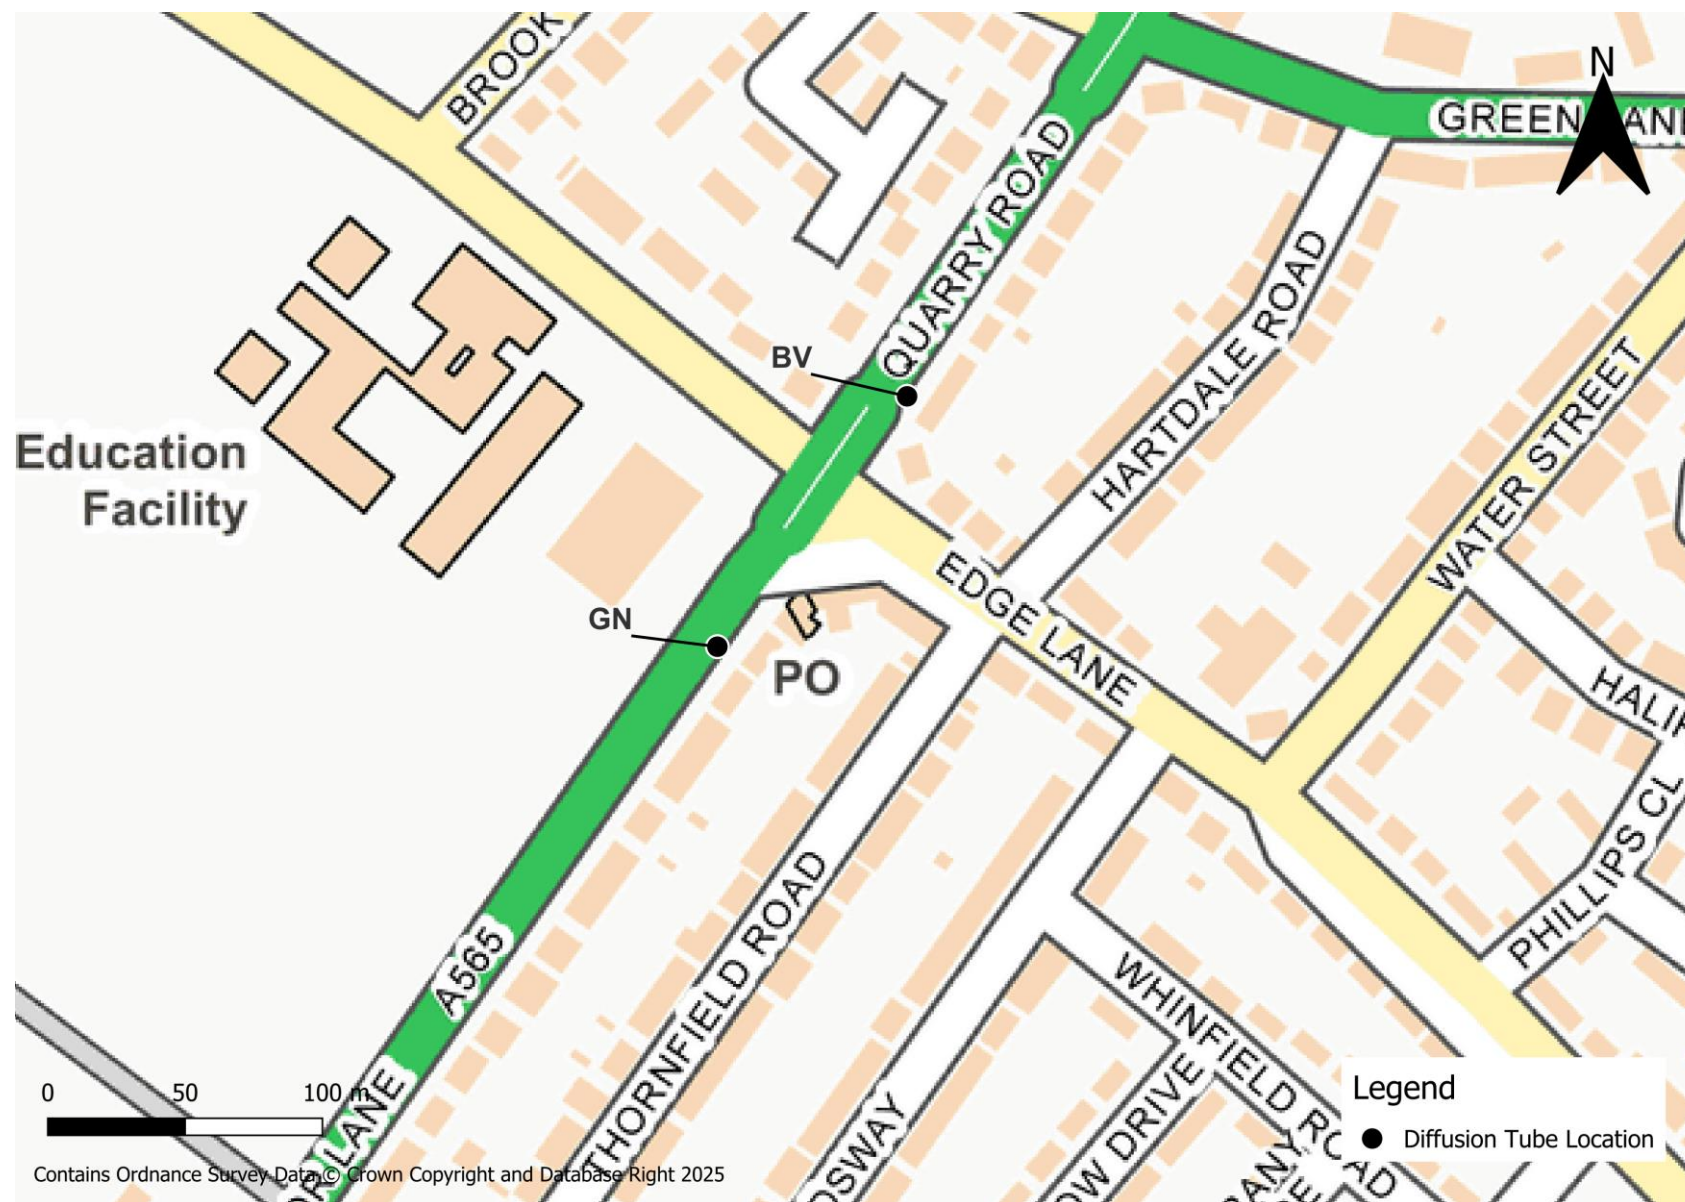 BROOK
N
GREEN LANE
QUARRY ROAD
HARTDALE ROAD
BV
WATER STREET
Education
Facility
EDGE LANE
GN
PO
PHILLIPS CL
THORNFIELD ROAD
A565
WHINFIELD ROAD
0 50 100 m
LANE
Legend
Diffusion Tube Location
Contains Ordnance Survey Data © Crown Copyright and Database Right 2025